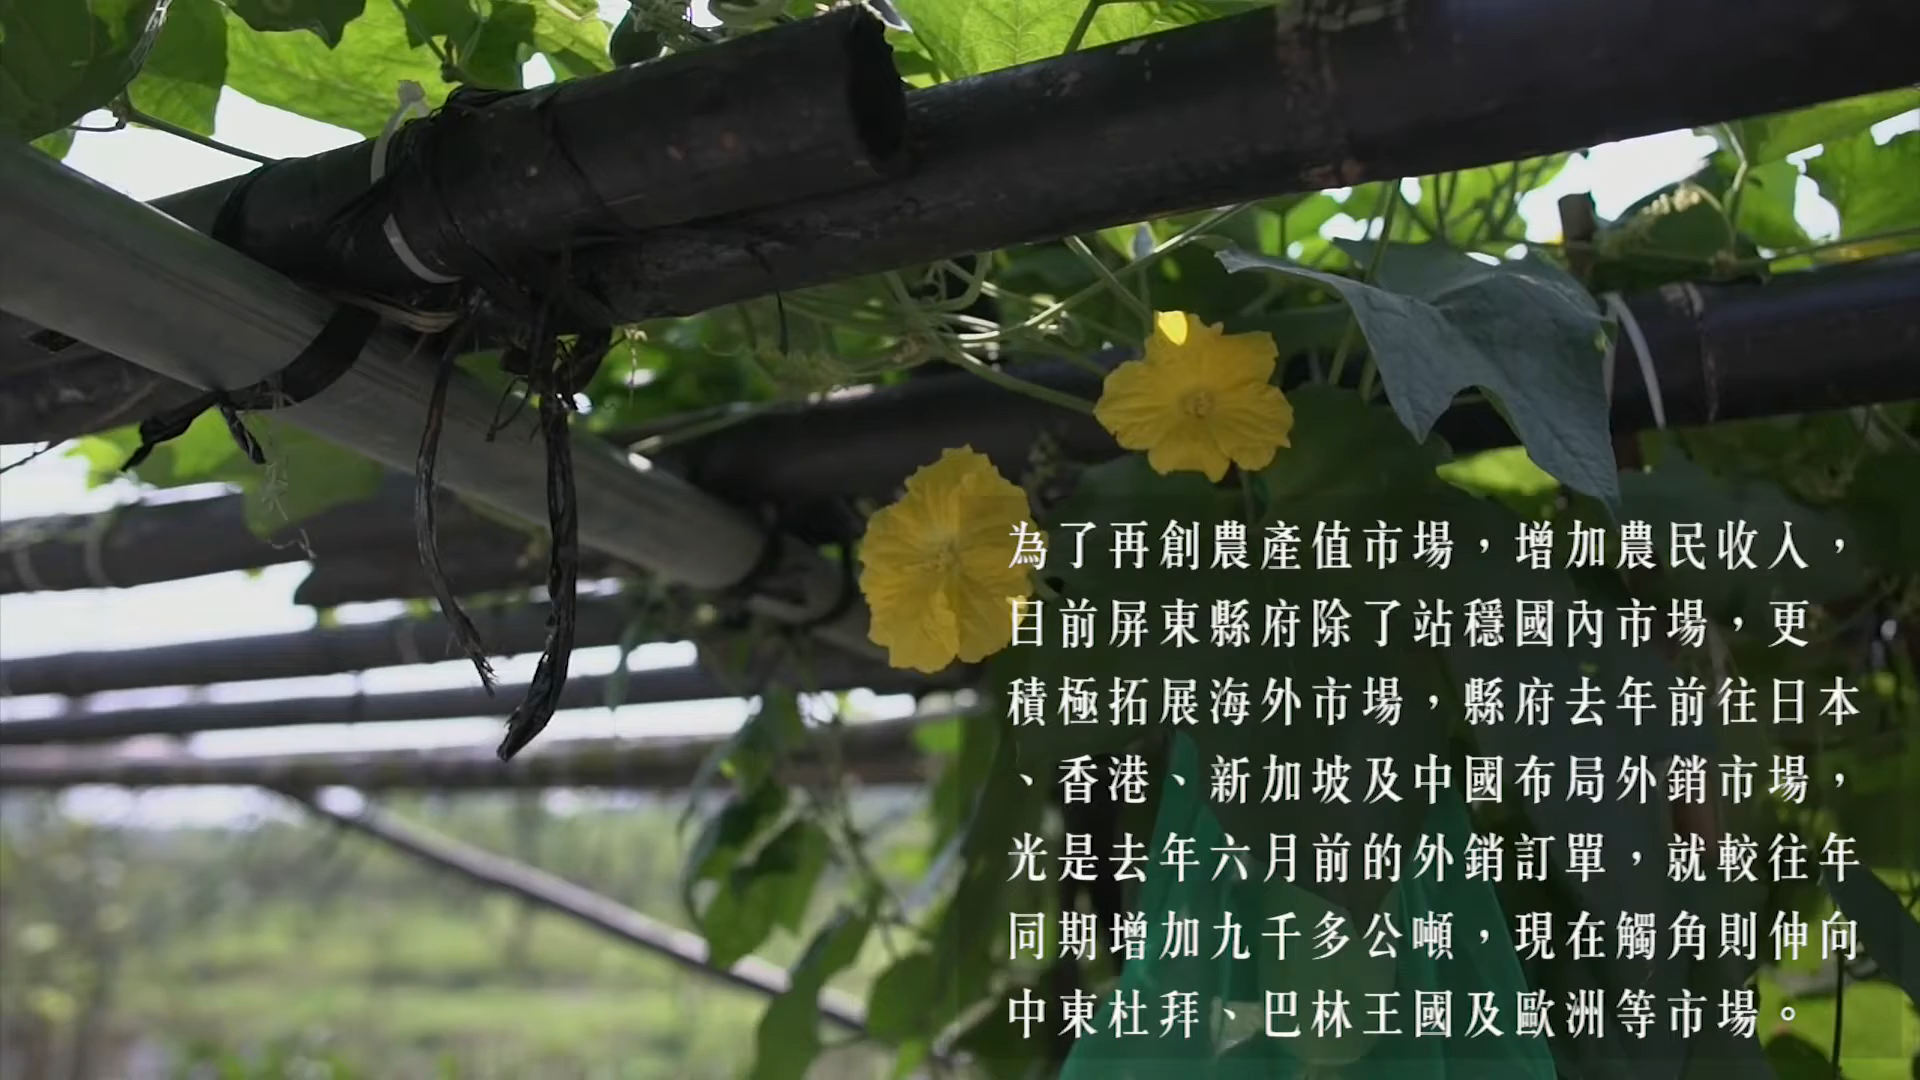 為了再創農產值市場，增加農民收入，
目前屏東縣府除了站穩國內市場，更
積極拓展海外市場，縣府去年前往日本
、香港、新加坡及中國布局外銷市場，
光是去年六月前的外銷訂單，就較往年
同期增加九千多公噸，現在觸角則伸向
中東杜拜、巴林王國及歐洲等市場。